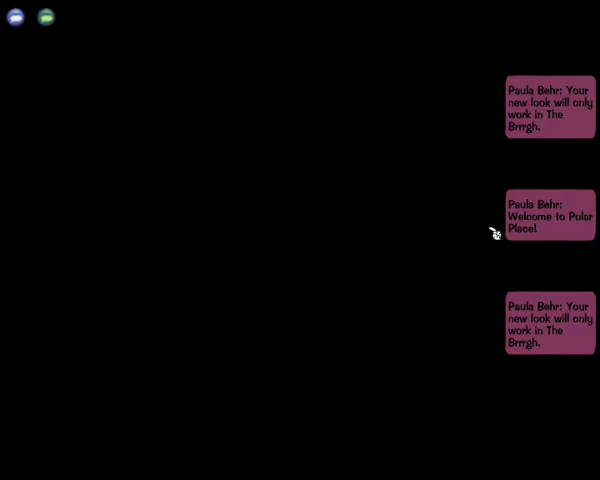 Paula Behr: Your
new look will only
work in The
Brrrgh.
Paula Behr:
Welcome to Polar
Place!
Paula Behr: Your
new look will only
work in The
Brrrgh.